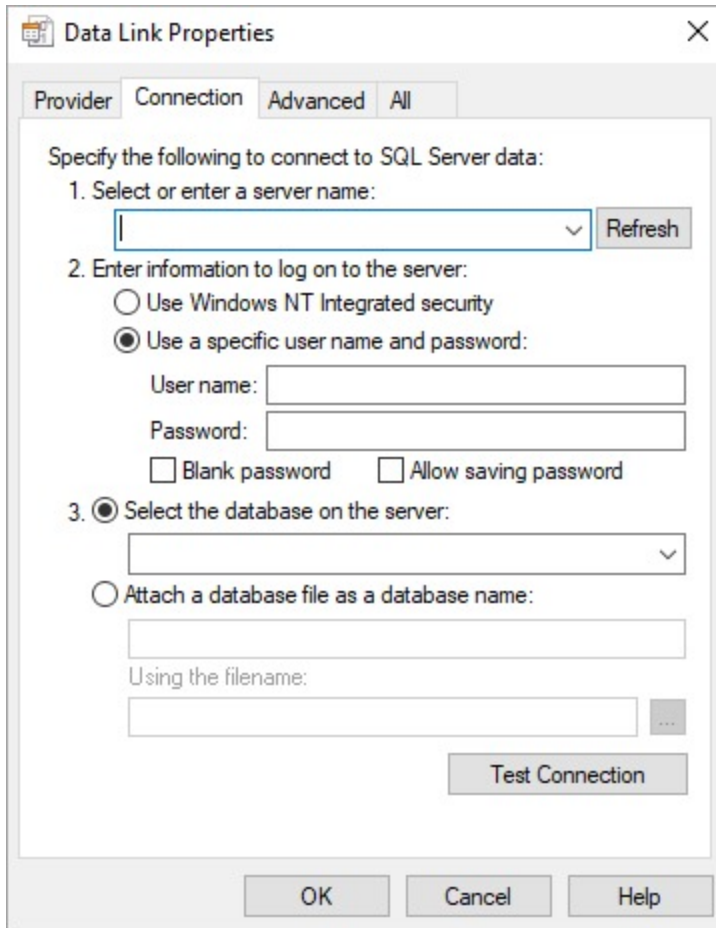 Data Link Properties
Provider Connection Advanced All
Specify the following to connect to SQL Server data:
1. Select or enter a server name:
Refresh
2. Enter information to log on to the server:
Use Windows NT Integrated security
Use a specific user name and password:
User name:
Password:
Blank password Allow saving password
3. Select the database on the server:
Attach a database file as a database name:
Using the filename:
...
Test Connection
OK Cancel Help